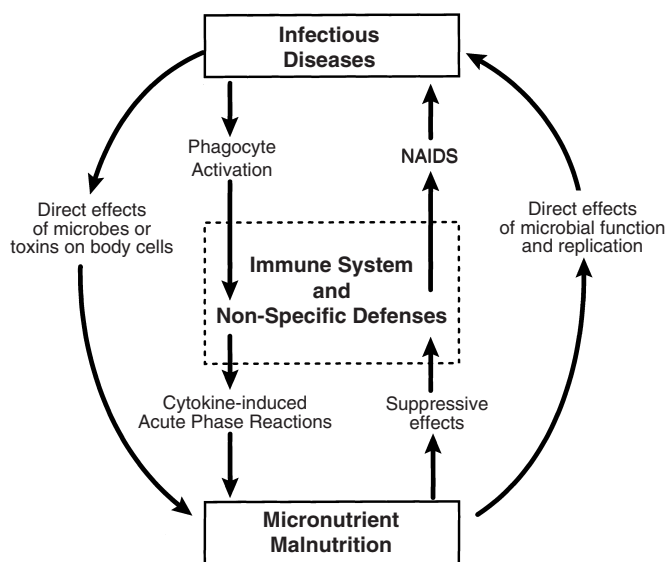 Infectious
Diseases
Phagocyte
Activation
NAIDS
Direct effects
of microbes or
toxins on body cells
Direct effects
of microbial function
and replication
Immune System
and
Non-Specific Defenses
Cytokine-induced
Acute Phase Reactions
Suppressive
effects
Micronutrient
Malnutrition